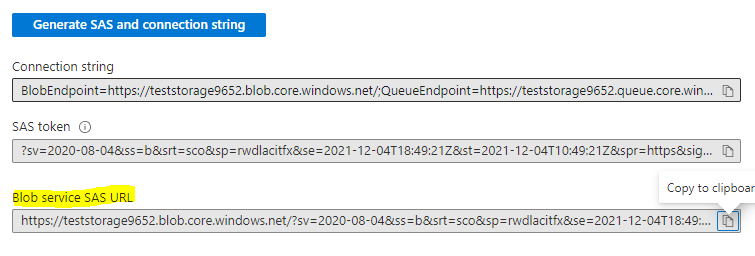 Generate SAS and connection string
Connection string
BlobEndpoint=https://teststorage9652.blob.core.windows.net/;QueueEndpoint=https://teststorage9652.queue.core.win...
SAS token
?sv=2020-08-04&ss=b&srt=sco&sp=rwdlacitfx&se=2021-12-04T18:49:21Z&st=2021-12-04T10:49:21Z&spr=https&sig...
Blob service SAS URL
Copy to clipboar
https://teststorage9652.blob.core.windows.net/?sv=2020-08-04&ss=b&srt=sco&sp=rwdlacitfx&se=2021-12-04T18:49:...